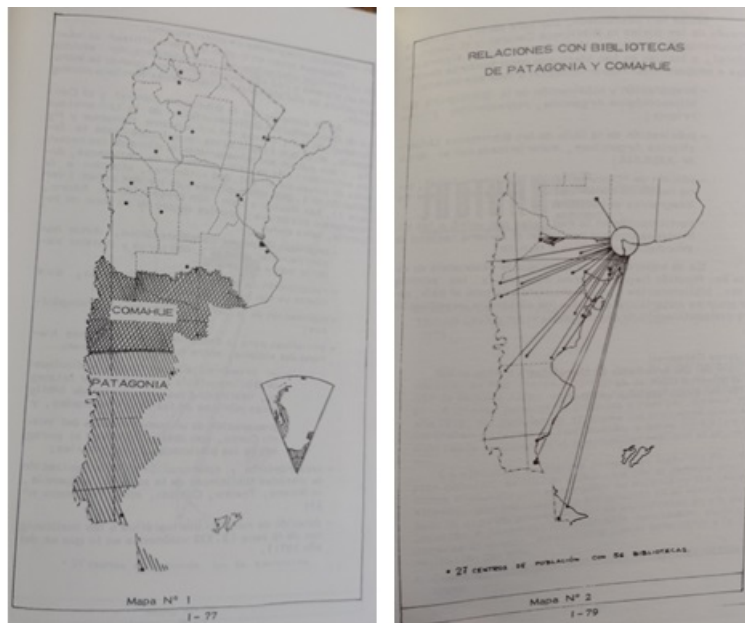 COMAHUE
PATAGONIA
Mapa N° 1
I-77
RELACIONES CON BIBLIOTECAS
DE PATAGONIA Y COMAHUE
* 27 CENTROS DE POBLACIÓN CON 54 BIBLIOTECAS.
Mapa N° 2
I-79